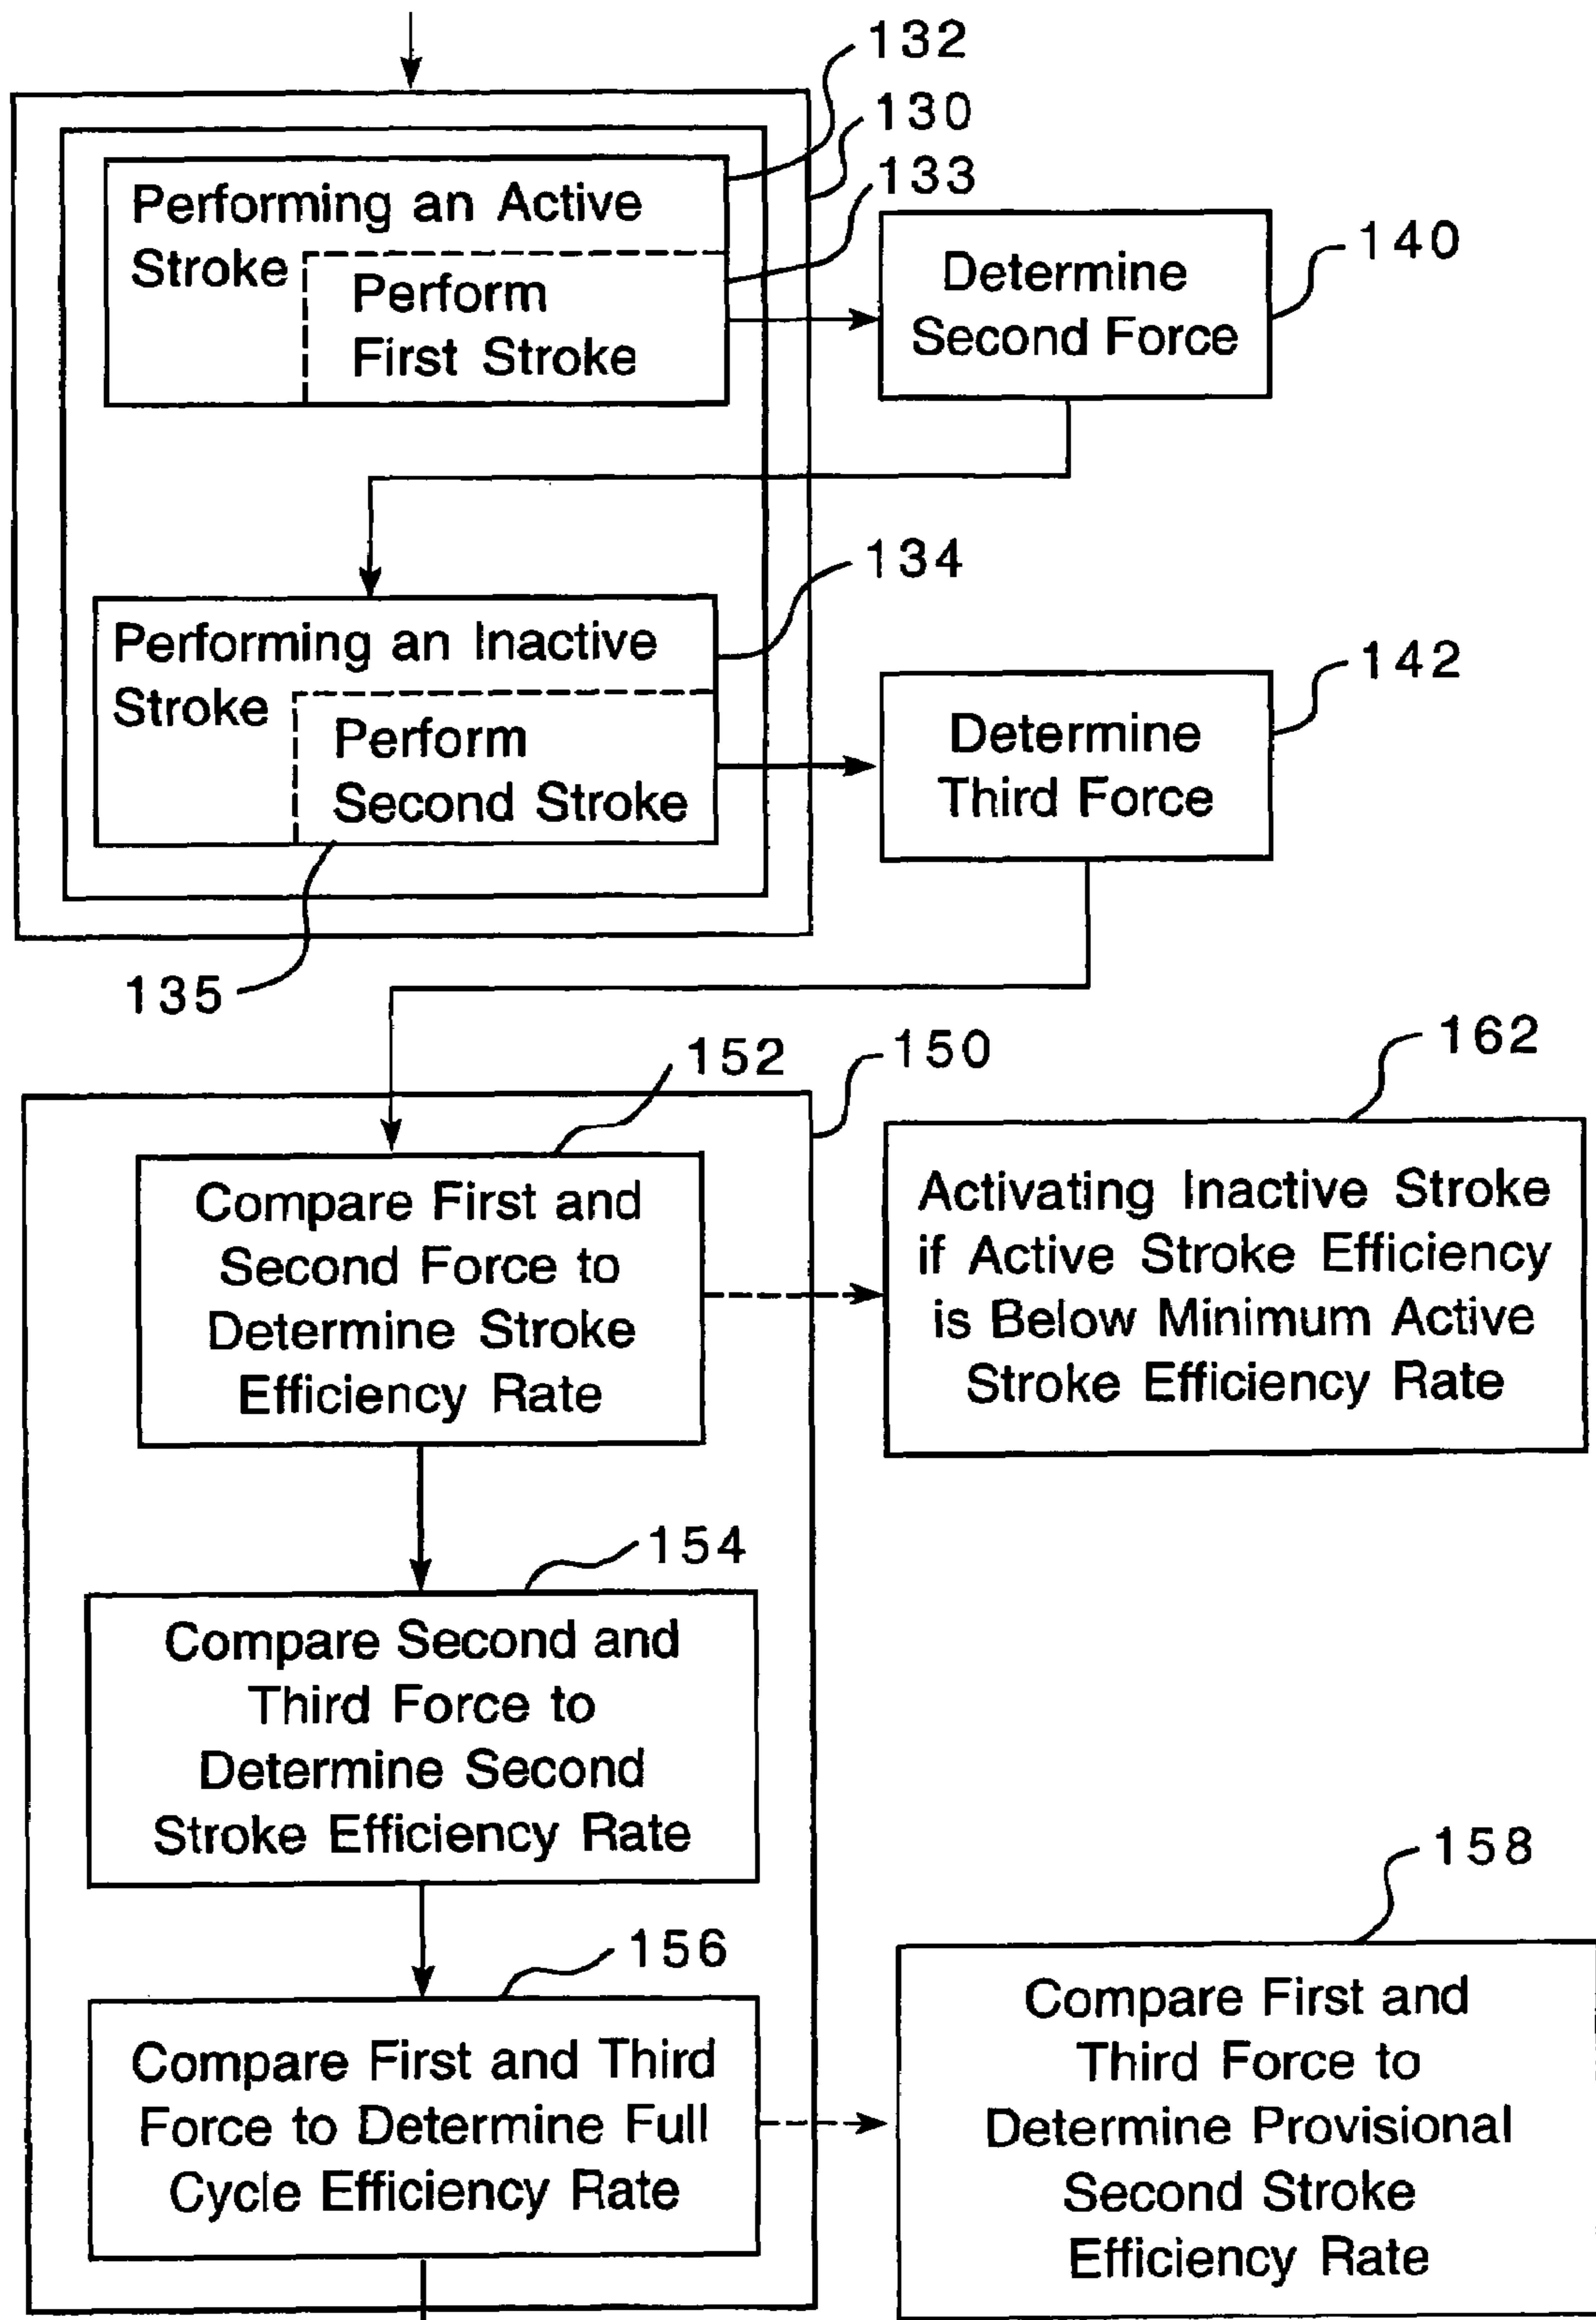 132
130
133
Performing an Active
Stroke
Perform
First Stroke
Determine
Second Force
140
134
Performing an Inactive
Stroke
Perform
Second Stroke
Determine
Third Force
142
135
152
150
162
Compare First and
Second Force to
Determine Stroke
Efficiency Rate
Activating Inactive Stroke
if Active Stroke Efficiency
is Below Minimum Active
Stroke Efficiency Rate
154
Compare Second and
Third Force to
Determine Second
Stroke Efficiency Rate
158
156
Compare First and Third
Force to Determine Full
Cycle Efficiency Rate
Compare First and
Third Force to
Determine Provisional
Second Stroke
Efficiency Rate